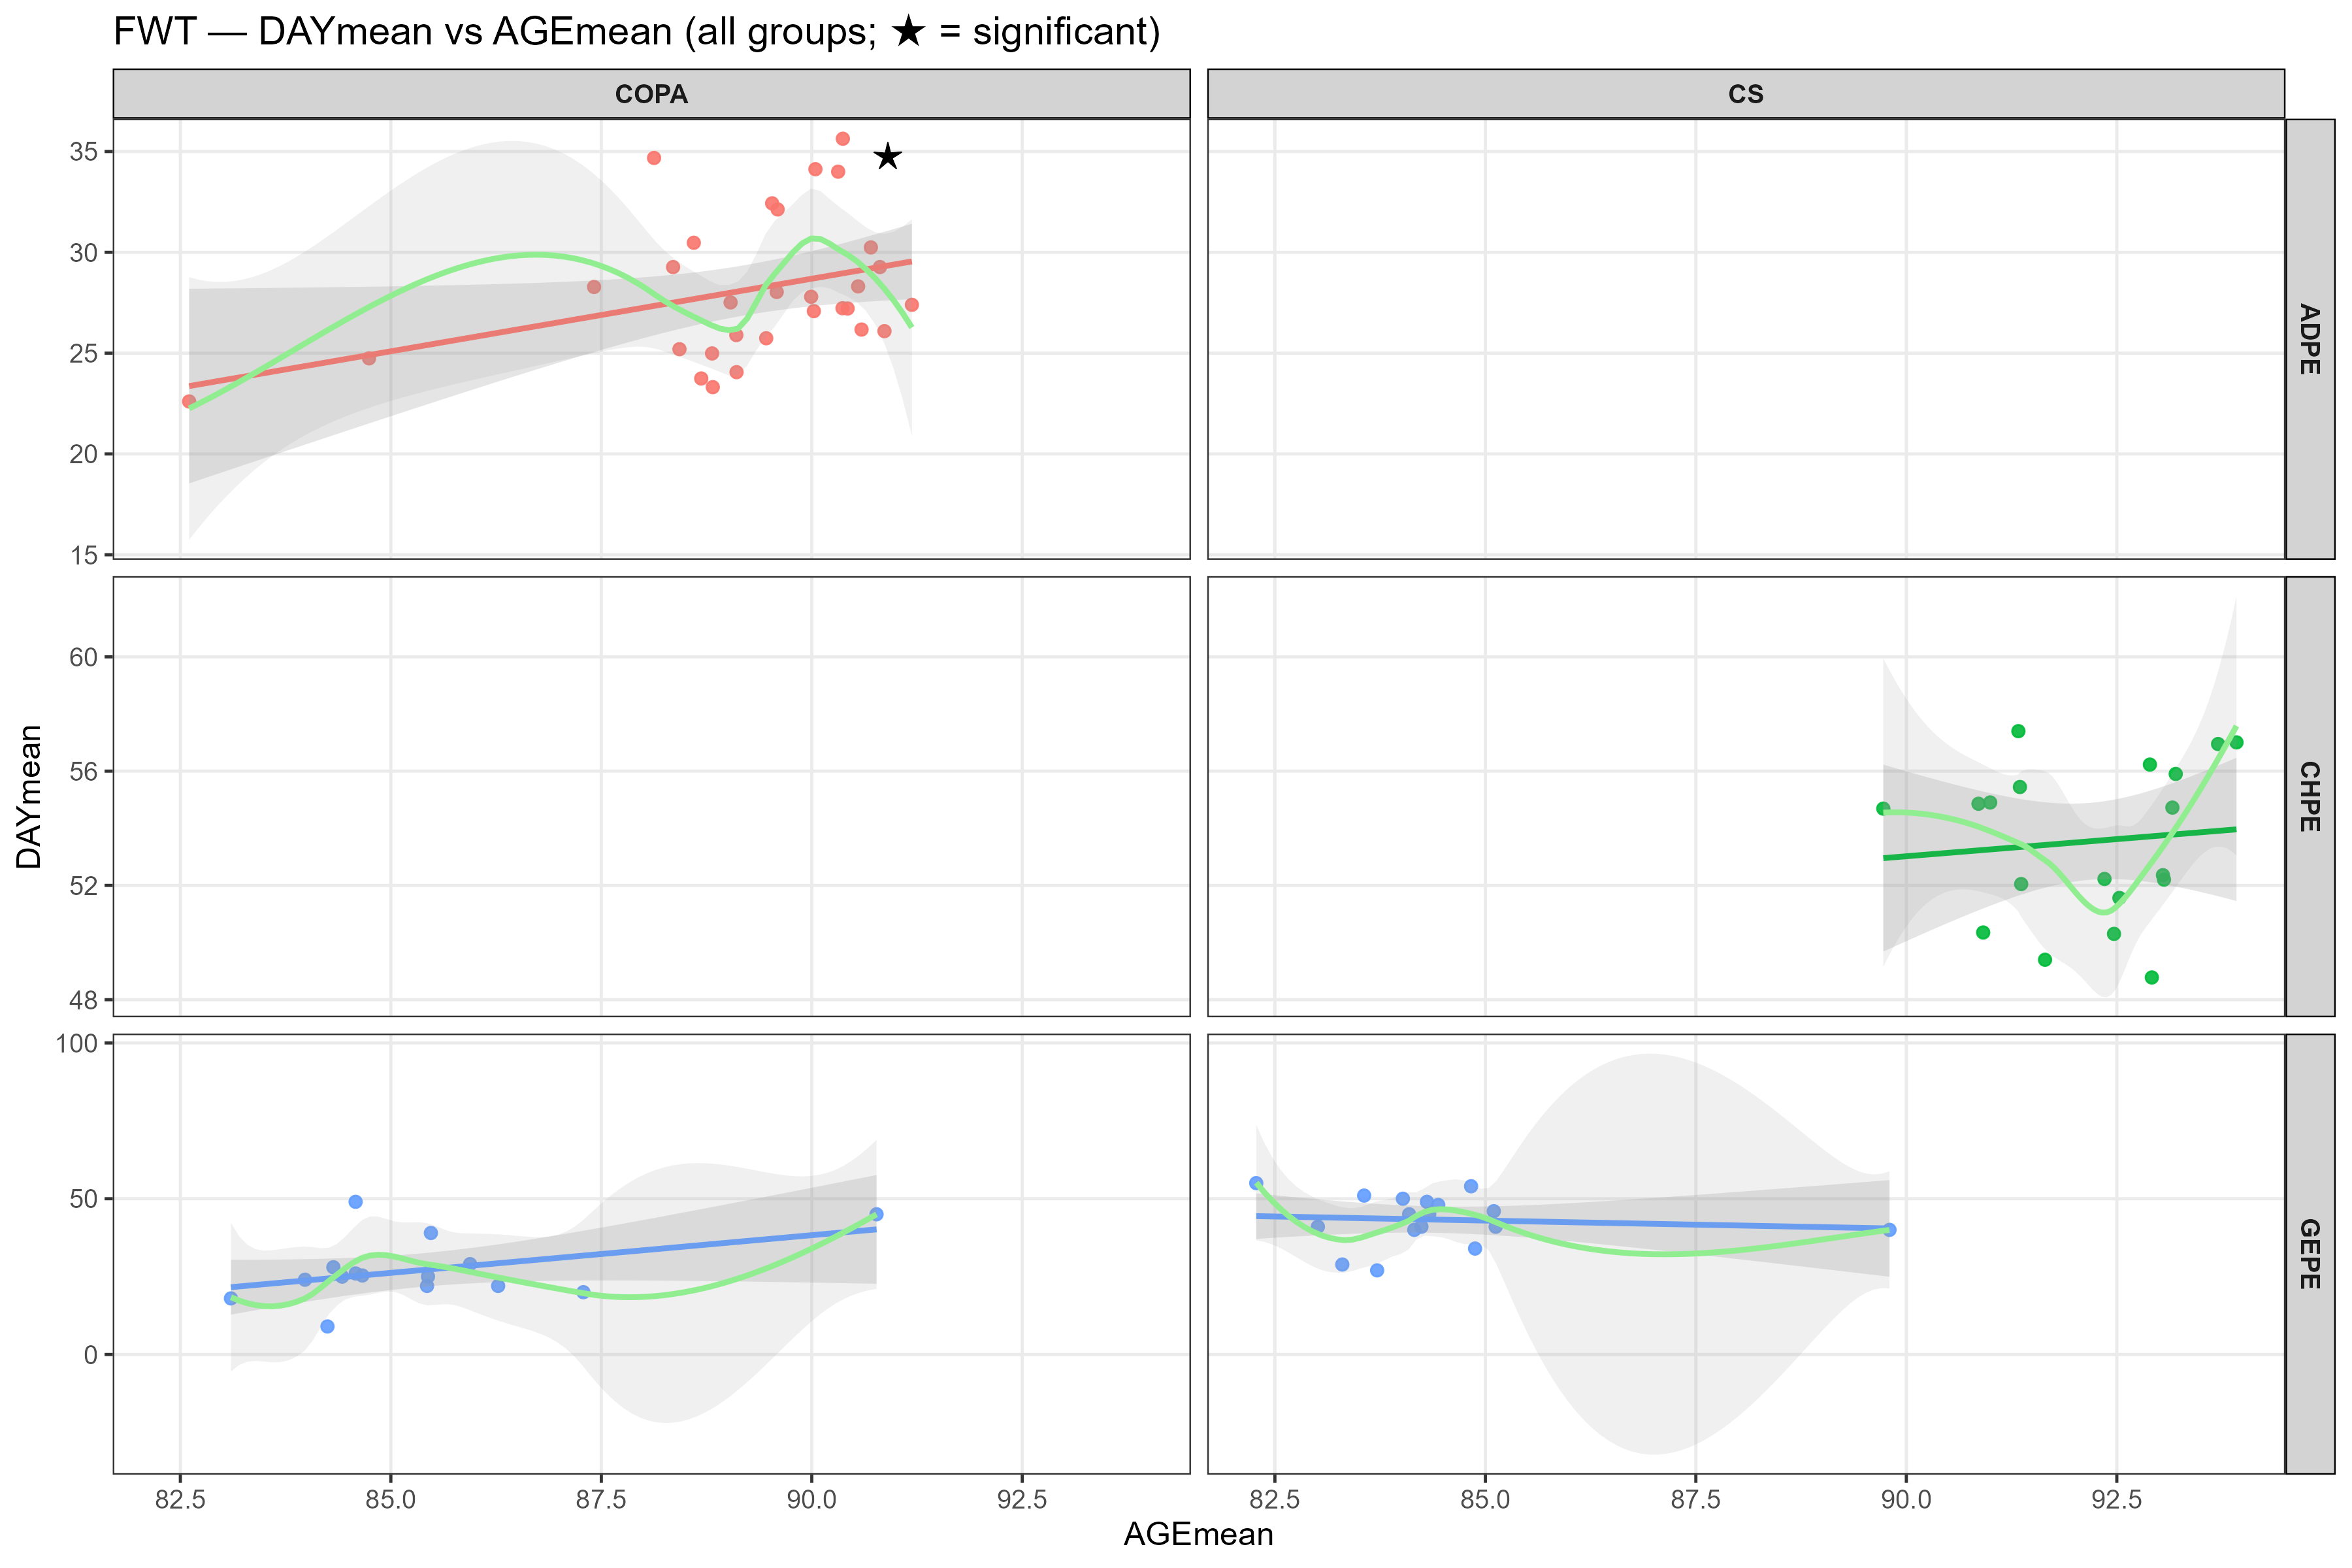 FWT — DAYmean vs AGEmean (all groups; ★ = significant)
COPA
CS
35
30
25
20
15
ADPE
60
56
52
48
CHPE
100
50
0
GEPE
DAYmean
82.5 85.0 87.5 90.0 92.5
82.5 85.0 87.5 90.0 92.5
AGEmean